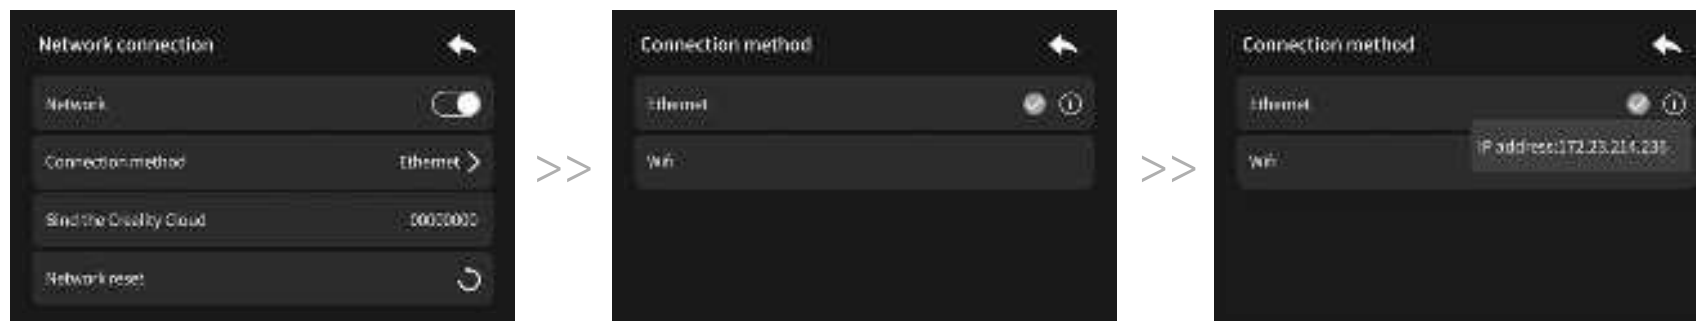 Network connection
Network
Connection method Ethernet
Bind the Creality Cloud 00000000
Network reset
>>
Connection method
Ethernet
Wifi
>>
Connection method
Ethernet
Wifi
IP address:172.23.214.236